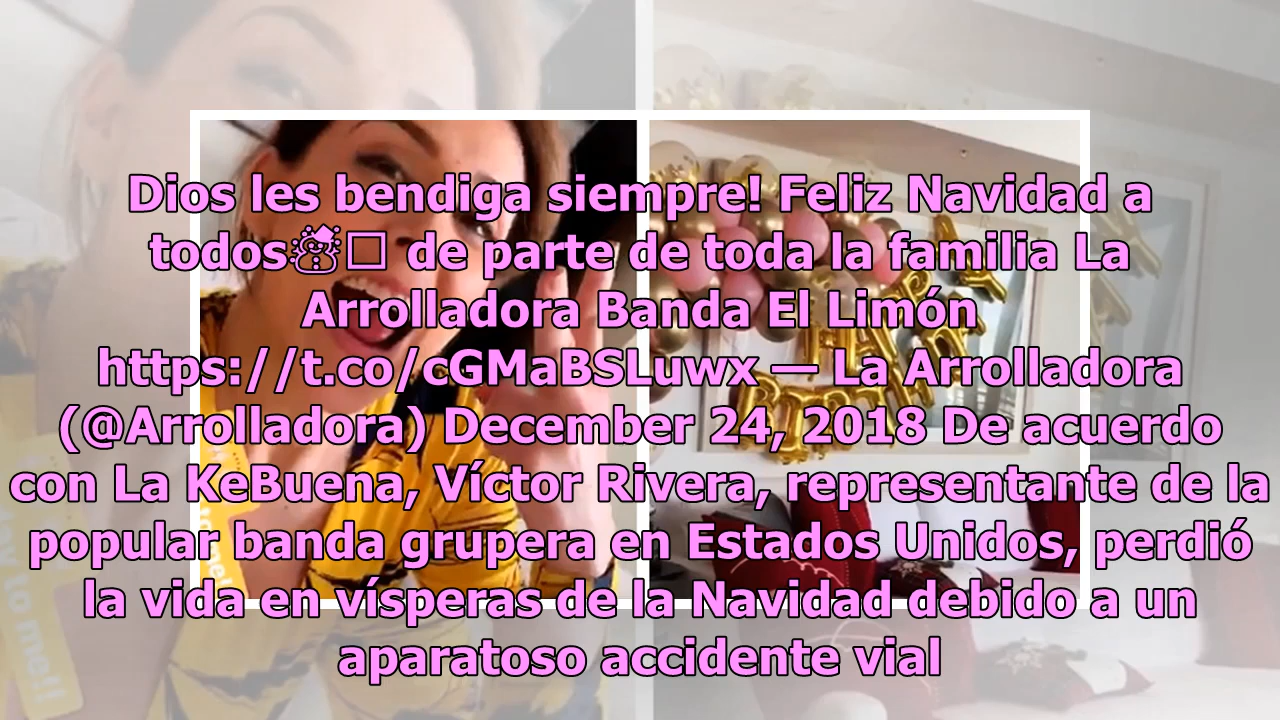 Dios les bendiga siempre! Feliz Navidad a
todos☃️□ de parte de toda la familia La
Arrolladora Banda El Limón
https://t.co/cGMaBSLuwx — La Arrolladora
(@Arrolladora) December 24, 2018 De acuerdo
con La KeBuena, Víctor Rivera, representante de la
popular banda grupera en Estados Unidos, perdió
la vida en vísperas de la Navidad debido a un
aparatoso accidente vial